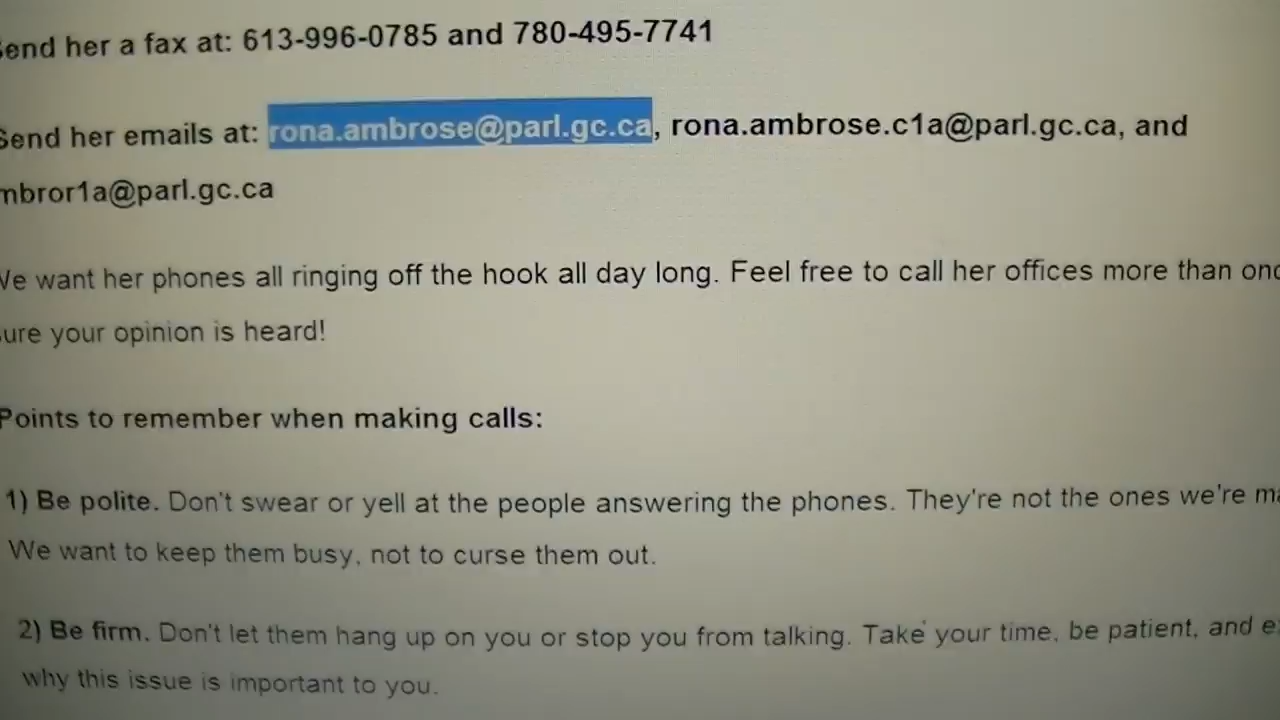 Send her a fax at: 613-996-0785 and 780-495-7741
Send her emails at: rona.ambrose@parl.gc.ca, rona.ambrose.c1a@parl.gc.ca, and
mbror1a@parl.gc.ca
We want her phones all ringing off the hook all day long. Feel free to call her offices more than onc
ure your opinion is heard!
Points to remember when making calls:
1) Be polite. Don't swear or yell at the people answering the phones. They're not the ones we're ma
We want to keep them busy, not to curse them out.
2) Be firm. Don't let them hang up on you or stop you from talking. Take your time, be patient, and e
why this issue is important to you.